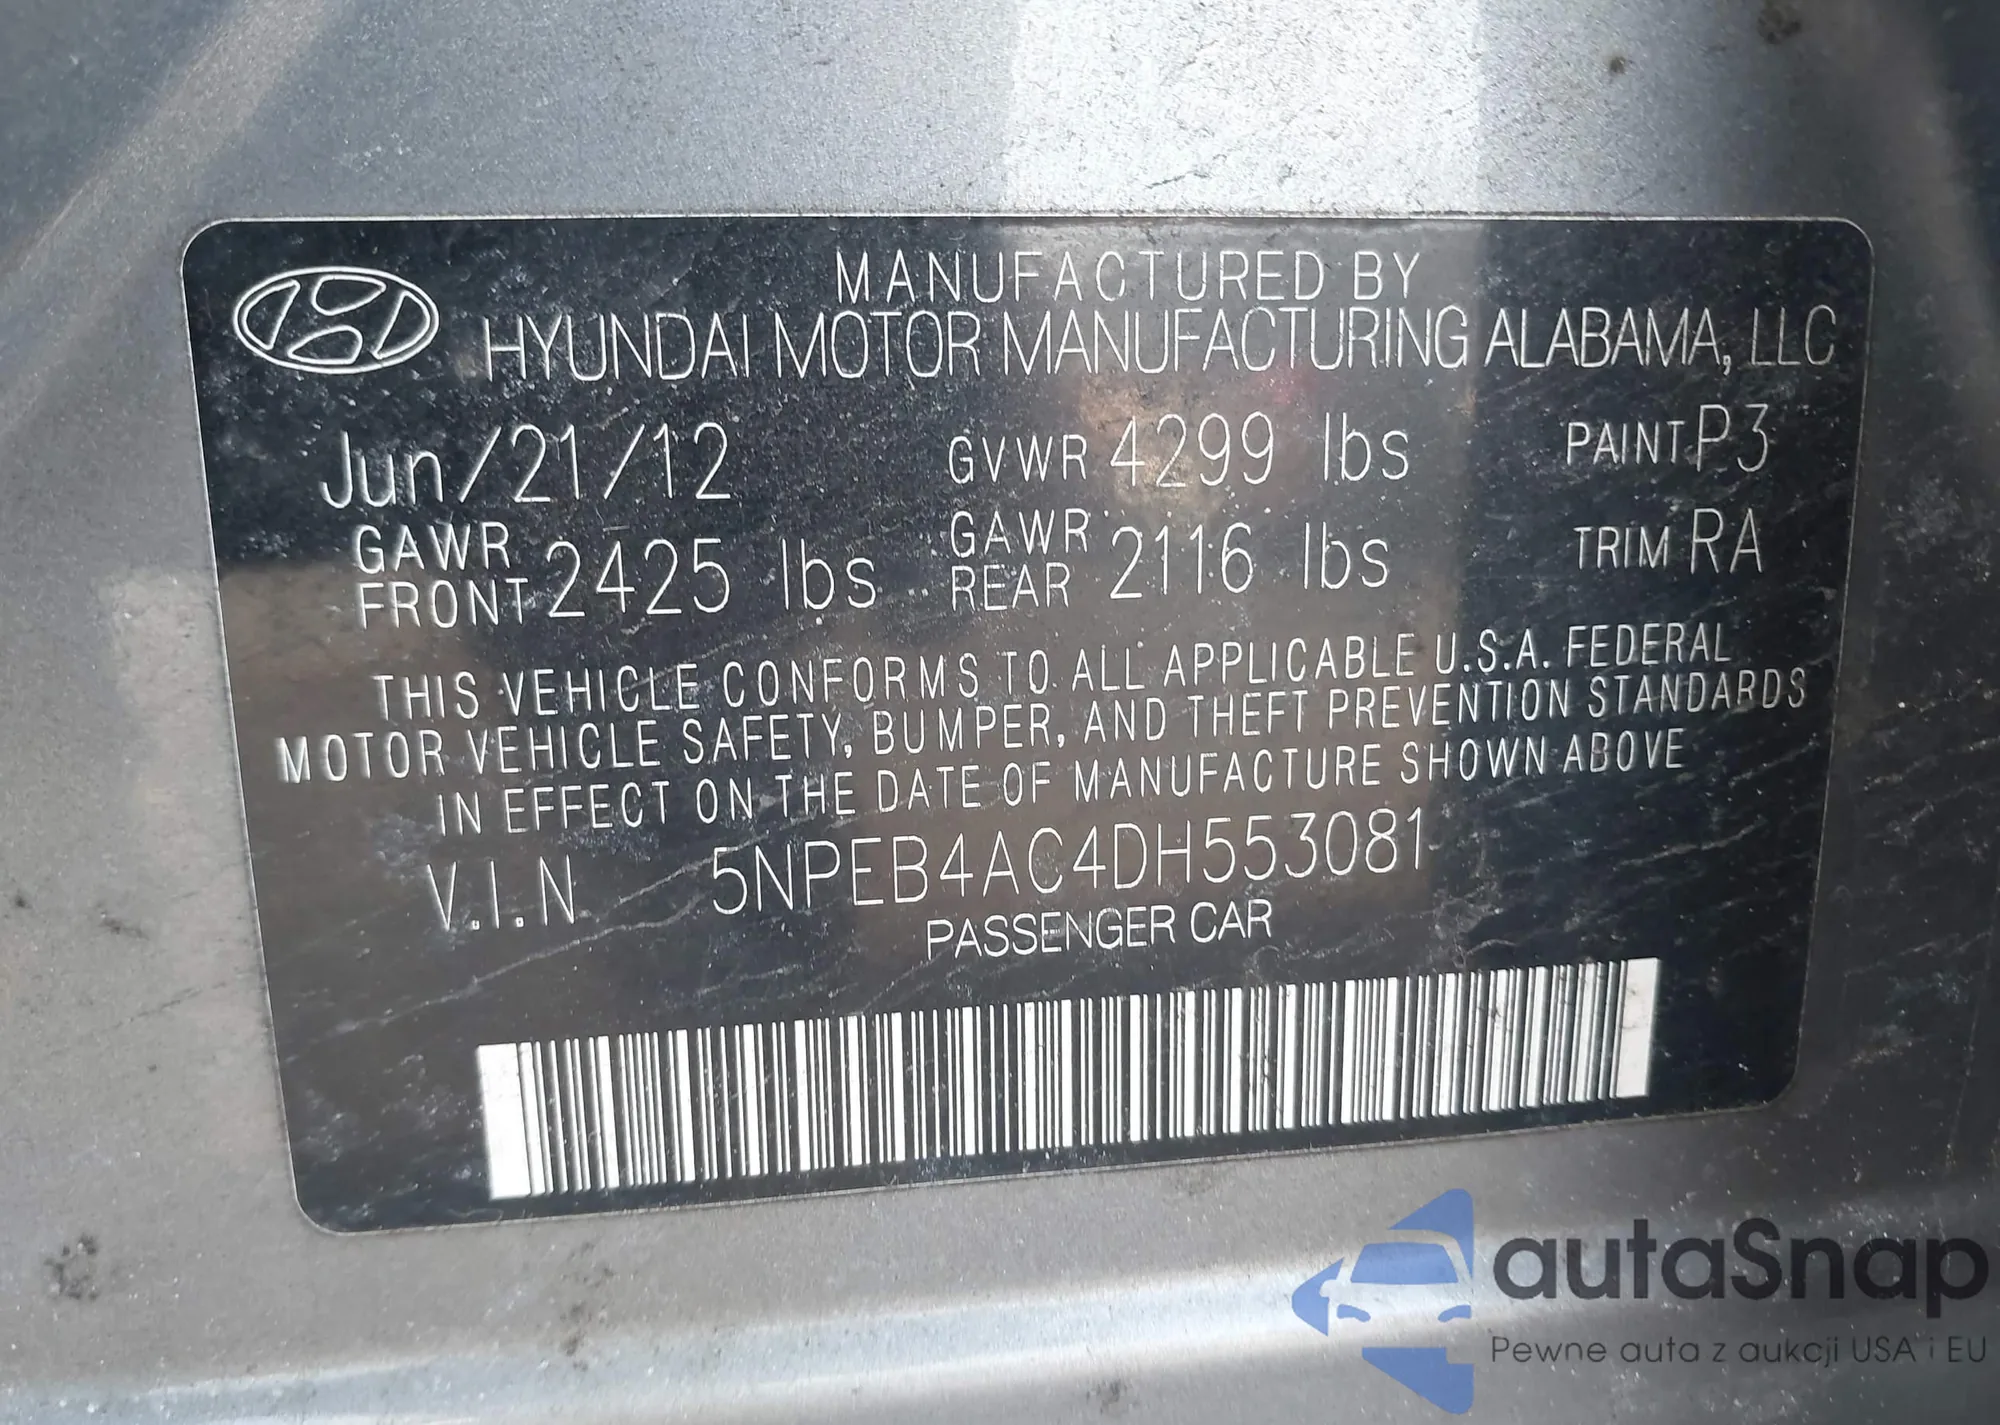 MANUFACTURED BY
HYUNDAI MOTOR MANUFACTURING ALABAMA, LLC
Jun/21/12 GVWR 4299 lbs PAINT P3
GAWR FRONT 2425 lbs GAWR REAR 2116 lbs TRIM RA
THIS VEHICLE CONFORMS TO ALL APPLICABLE U.S.A. FEDERAL
MOTOR VEHICLE SAFETY, BUMPER, AND THEFT PREVENTION STANDARDS
IN EFFECT ON THE DATE OF MANUFACTURE SHOWN ABOVE
V.I.N 5NPEB4AC4DH553081
PASSENGER CAR
autaSnap
Pewne auta z aukcji USA i EU